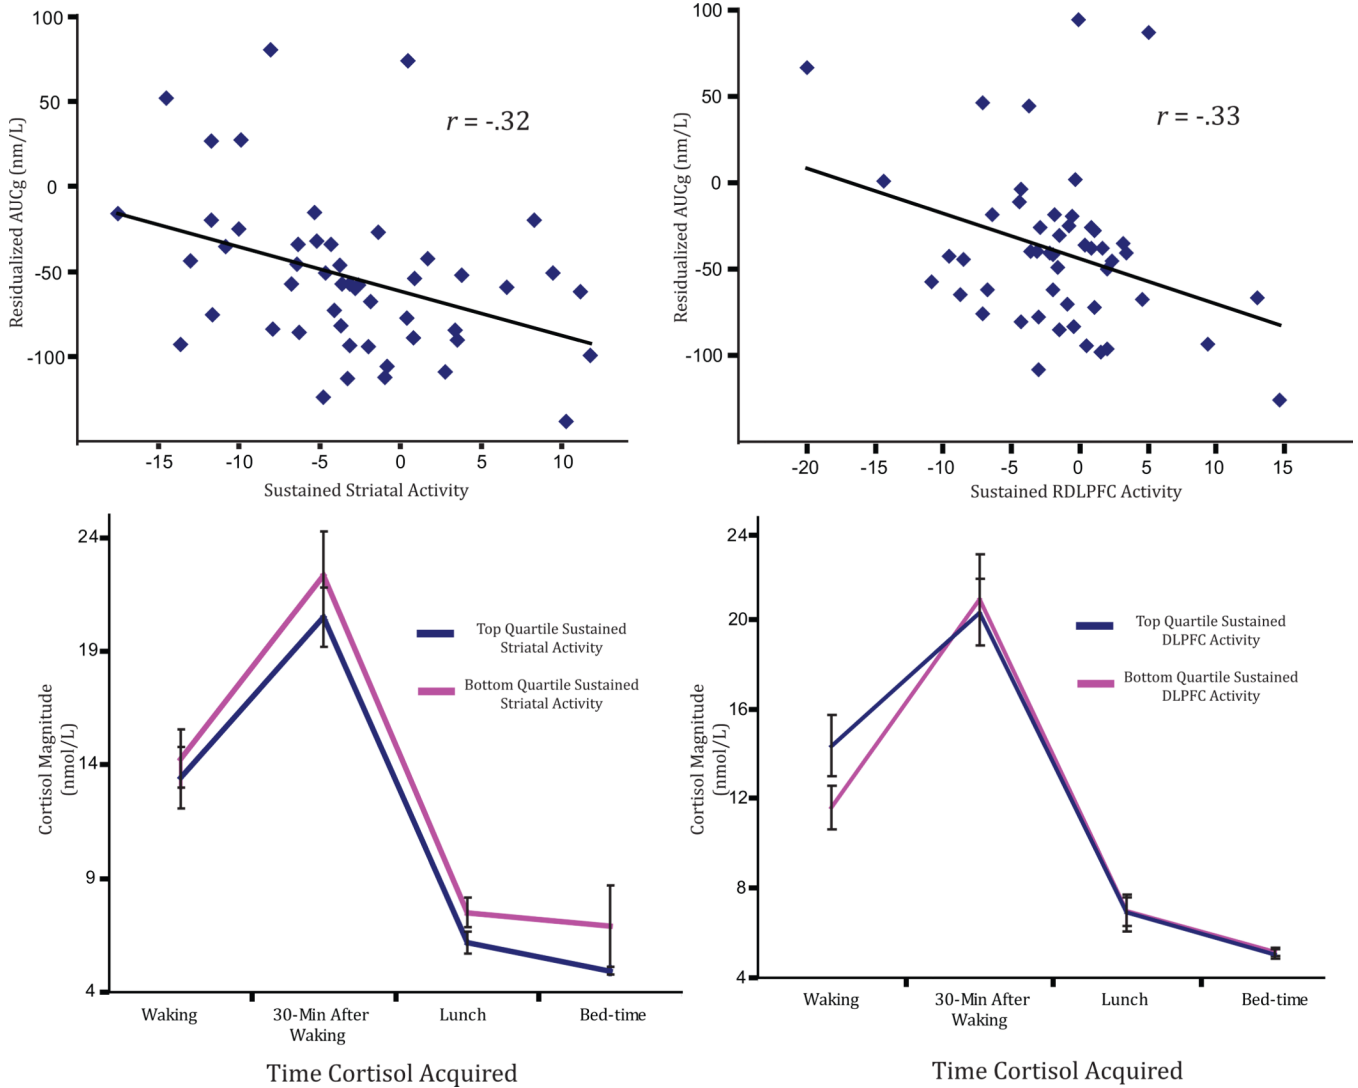 100
50
0
-50
-100
Residualized AUCg (nm/L)
r = -.32
-15
-10
-5
0
5
10
Sustained Striatal Activity
100
50
0
-50
-100
Residualized AUCg (nm/L)
r = -.33
-20
-15
-10
-5
0
5
10
15
Sustained RDLPFC Activity
24
19
14
9
4
Cortisol Magnitude
(nmol/L)
Top Quartile Sustained
Striatal Activity
Bottom Quartile Sustained
Striatal Activity
Waking
30-Min After
Waking
Lunch
Bed-time
Time Cortisol Acquired
24
20
16
12
8
4
Cortisol Magnitude
(nmol/L)
Top Quartile Sustained
DLPFC Activity
Bottom Quartile Sustained
DLPFC Activity
Waking
30-Min After
Waking
Lunch
Bed-time
Time Cortisol Acquired